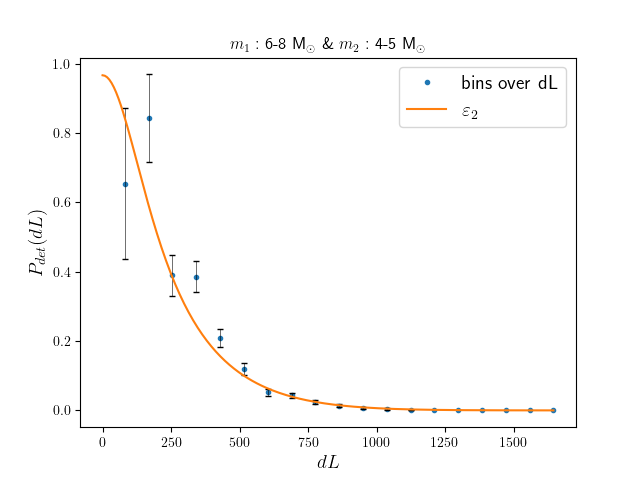 m₁ : 6-8 M⊙ & m₂ : 4-5 M⊙
bins over dL
ε₂
P_det(dL)
1.0
0.8
0.6
0.4
0.2
0.0
0 250 500 750 1000 1250 1500
dL